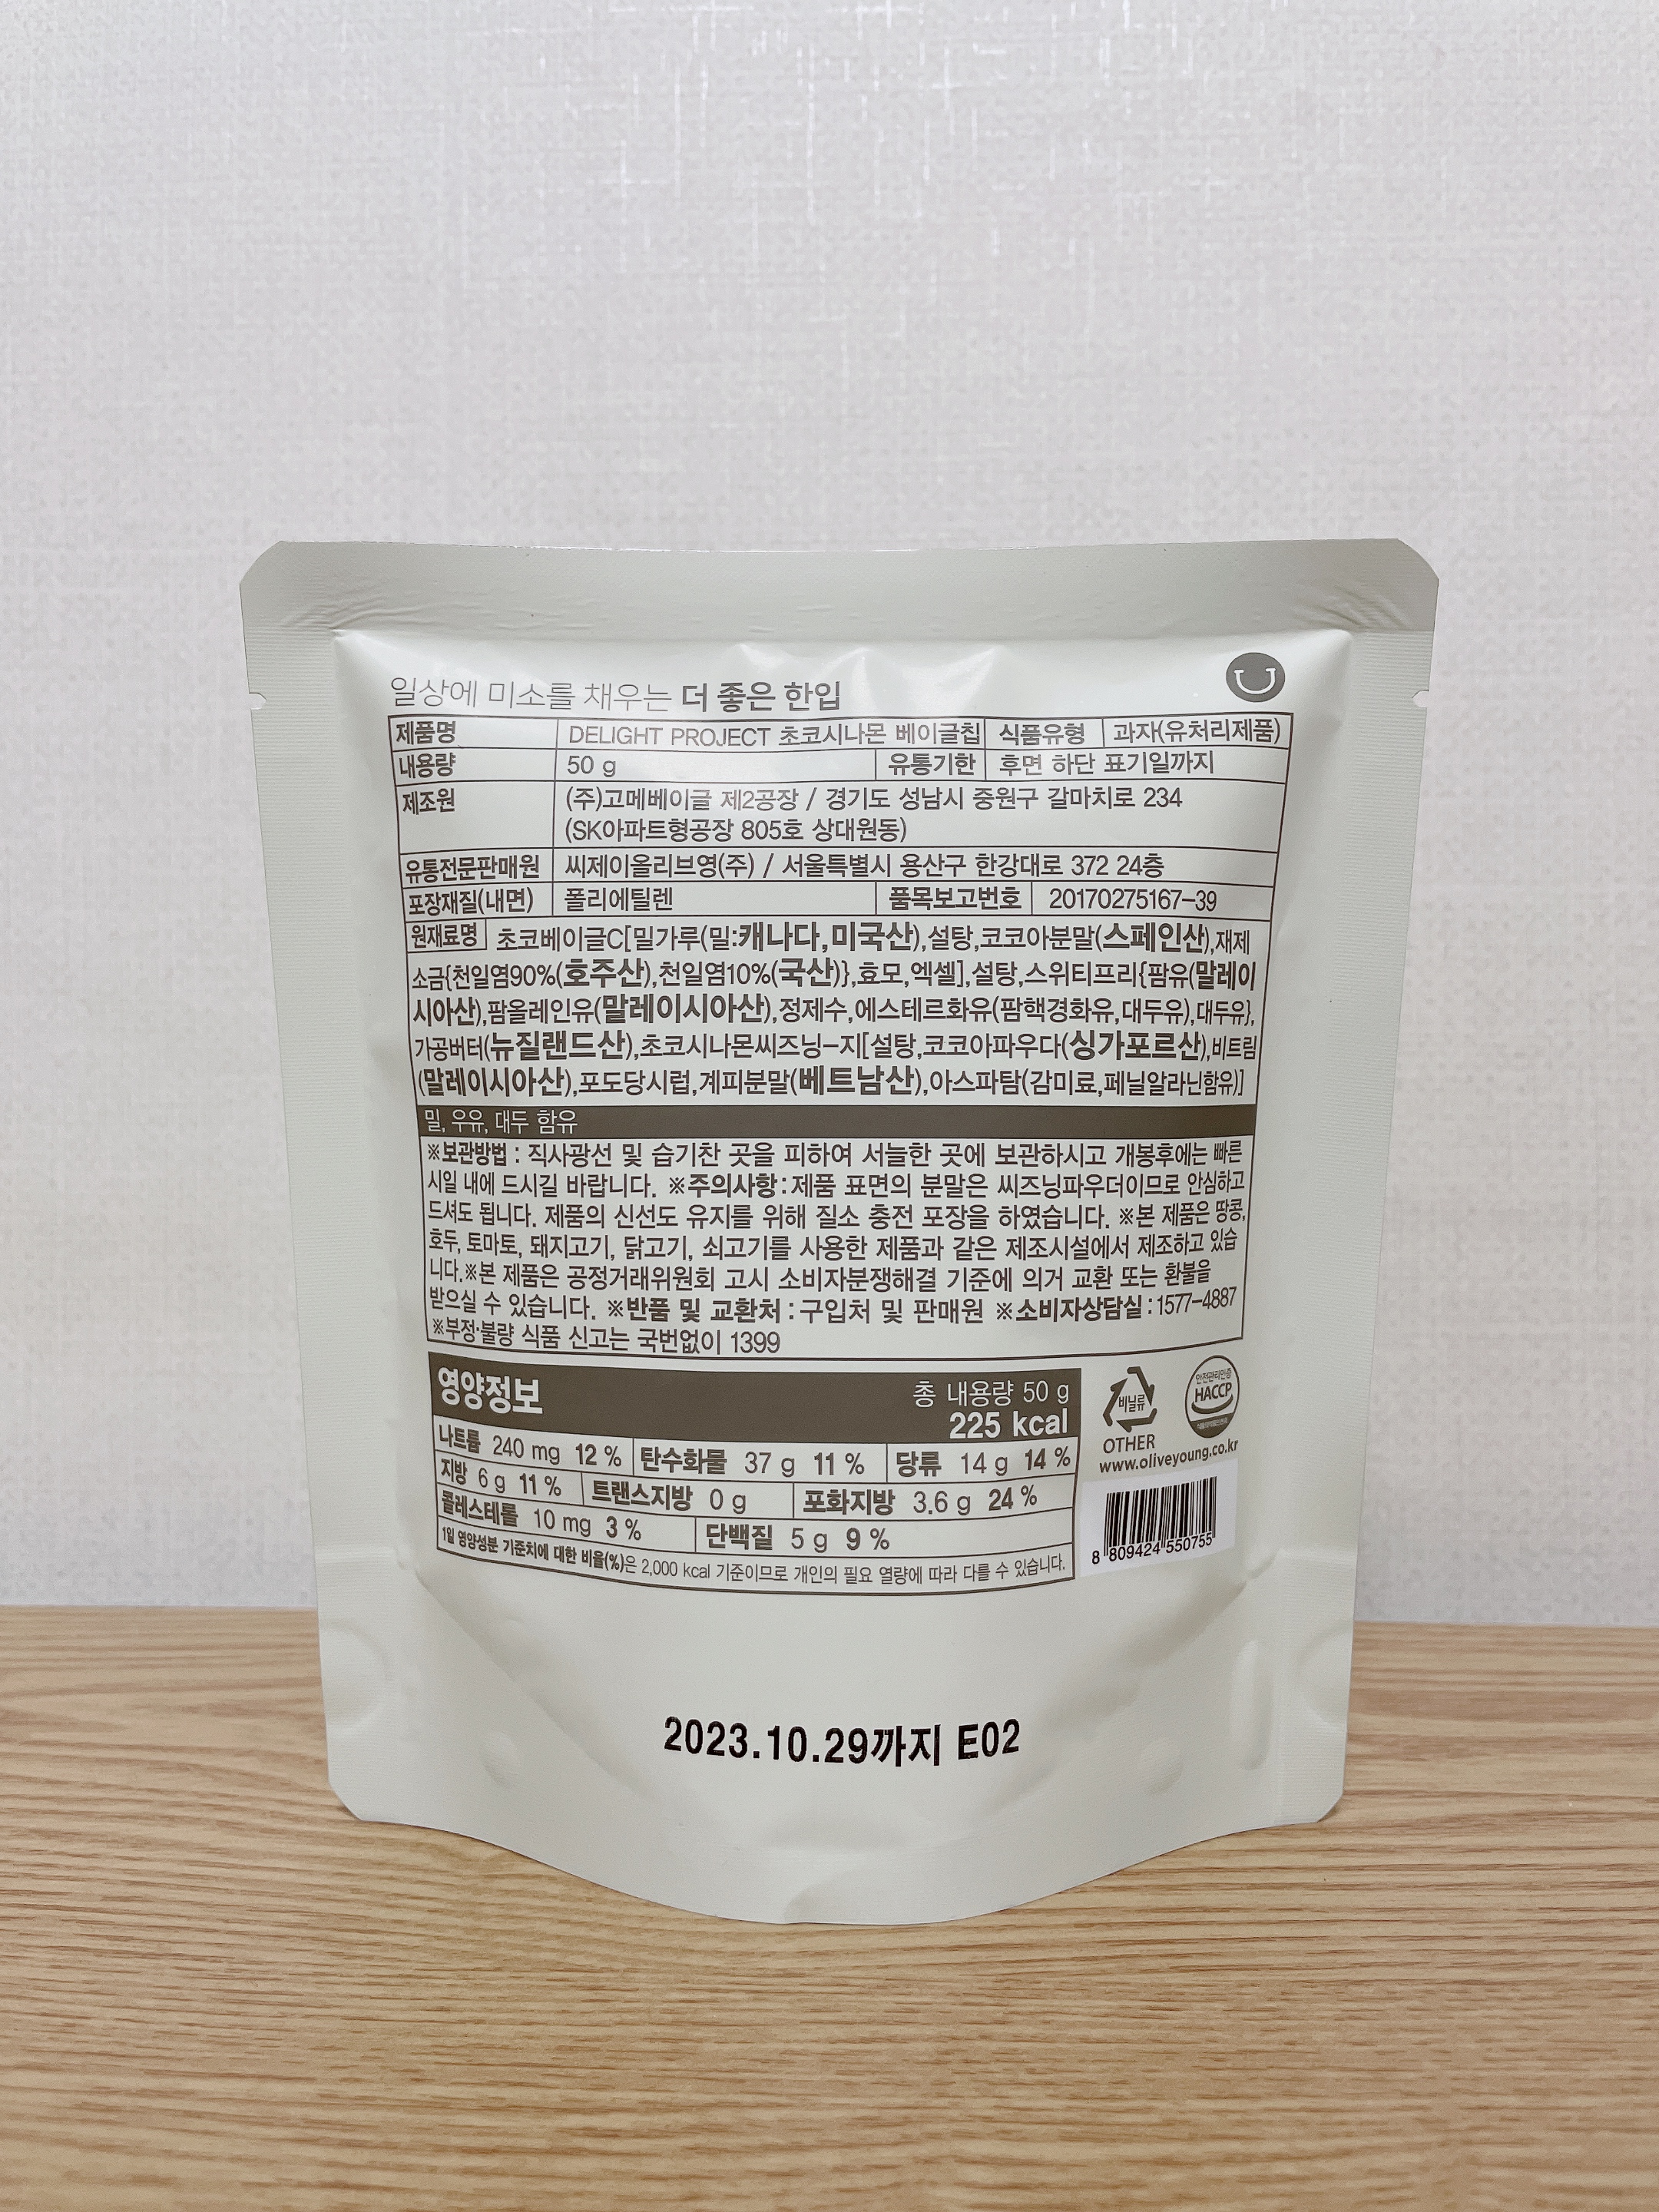 일상에 미소를 채우는 더 좋은 한입
제품명 DELIGHT PROJECT 초코시나몬 베이글칩 식품유형 과자(유처리제품)
내용량 50 g 유통기한 후면 하단 표기일까지
제조원 (주)고메베이글 제2공장 / 경기도 성남시 중원구 갈마치로 234
(SK아파트형공장 805호 상대원동)
유통전문판매원 씨제이올리브영(주) / 서울특별시 용산구 한강대로 372 24층
포장재질(내면) 폴리에틸렌 품목보고번호 20170275167-39
원재료명 초코베이글C[밀가루(밀:캐나다,미국산),설탕,코코아분말(스페인산),재제
소금{천일염90%(호주산),천일염10%(국산)},효모,엑셀],설탕,스위티프리{팜유(말레이
시아산),팜올레인유(말레이시아산),정제수,에스테르화유(팜핵경화유,대두유),대두유},
가공버터(뉴질랜드산),초코시나몬씨즈닝-지[설탕,코코아파우다(싱가포르산),비트림
(말레이시아산),포도당시럽,계피분말(베트남산),아스파탐(감미료,페닐알라닌함유)]
밀, 우유, 대두 함유
※보관방법 : 직사광선 및 습기찬 곳을 피하여 서늘한 곳에 보관하시고 개봉후에는 빠른
시일 내에 드시길 바랍니다. ※주의사항:제품 표면의 분말은 씨즈닝파우더이므로 안심하고
드셔도 됩니다. 제품의 신선도 유지를 위해 질소 충전 포장을 하였습니다. ※본 제품은 땅콩,
호두, 토마토, 돼지고기, 닭고기, 쇠고기를 사용한 제품과 같은 제조시설에서 제조하고 있습
니다.※본 제품은 공정거래위원회 고시 소비자분쟁해결 기준에 의거 교환 또는 환불을
받으실 수 있습니다. ※반품 및 교환처 : 구입처 및 판매원 ※소비자상담실 : 1577-4887
※부정·불량 식품 신고는 국번없이 1399
영양정보 총 내용량 50 g
225 kcal
나트륨 240 mg 12 % 탄수화물 37 g 11 % 당류 14 g 14 %
지방 6 g 11 % 트랜스지방 0 g 포화지방 3.6 g 24 %
콜레스테롤 10 mg 3 % 단백질 5 g 9 %
1일 영양성분 기준치에 대한 비율(%)은 2,000 kcal 기준이므로 개인의 필요 열량에 따라 다를 수 있습니다.
비닐류
OTHER
안전관리인증
HACCP
www.oliveyoung.co.kr
8 809424 550755
2023.10.29까지 E02